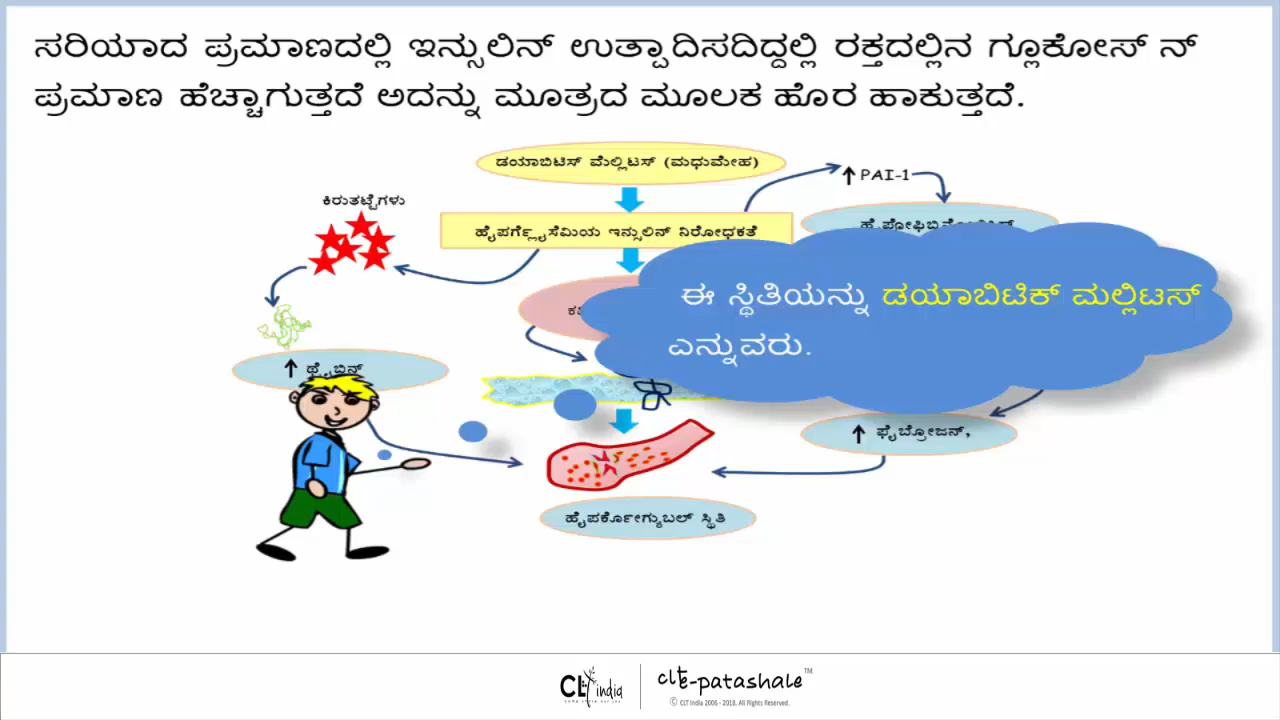 ಸರಿಯಾದ ಪ್ರಮಾಣದಲ್ಲಿ ಇನ್ಸುಲಿನ್ ಉತ್ಪಾದಿಸದಿದ್ದಲ್ಲಿ ರಕ್ತದಲ್ಲಿನ ಗ್ಲೂಕೋಸ್ ನ್
ಪ್ರಮಾಣ ಹೆಚ್ಚಾಗುತ್ತದೆ ಅದನ್ನು ಮೂತ್ರದ ಮೂಲಕ ಹೊರ ಹಾಕುತ್ತದೆ.
ಡಯಾಬಿಟಿಸ್ ಮೆಲ್ಲಿಟಸ್ (ಮಧುಮೇಹ)
↑ PAI-1
ಕಿರುತಟ್ಟೆಗಳು
ಹೈಪರ್ಗ್ಲೈಸೆಮಿಯ ಇನ್ಸುಲಿನ್ ನಿರೋಧಕತೆ
ಈ ಸ್ಥಿತಿಯನ್ನು ಡಯಾಬಿಟಿಕ್ ಮಲ್ಲಿಟಸ್
ಎನ್ನುವರು.
↑ ಥ್ರೈಬಿನ್
↑ ಫೈಬ್ರೋಜನ್,
ಹೈಪರ್ಕೋಗ್ಯುಬಲ್ ಸ್ಥಿತಿ
CLT india
clt e-patashale™
© CLT India 2006 - 2018. All Rights Reserved.